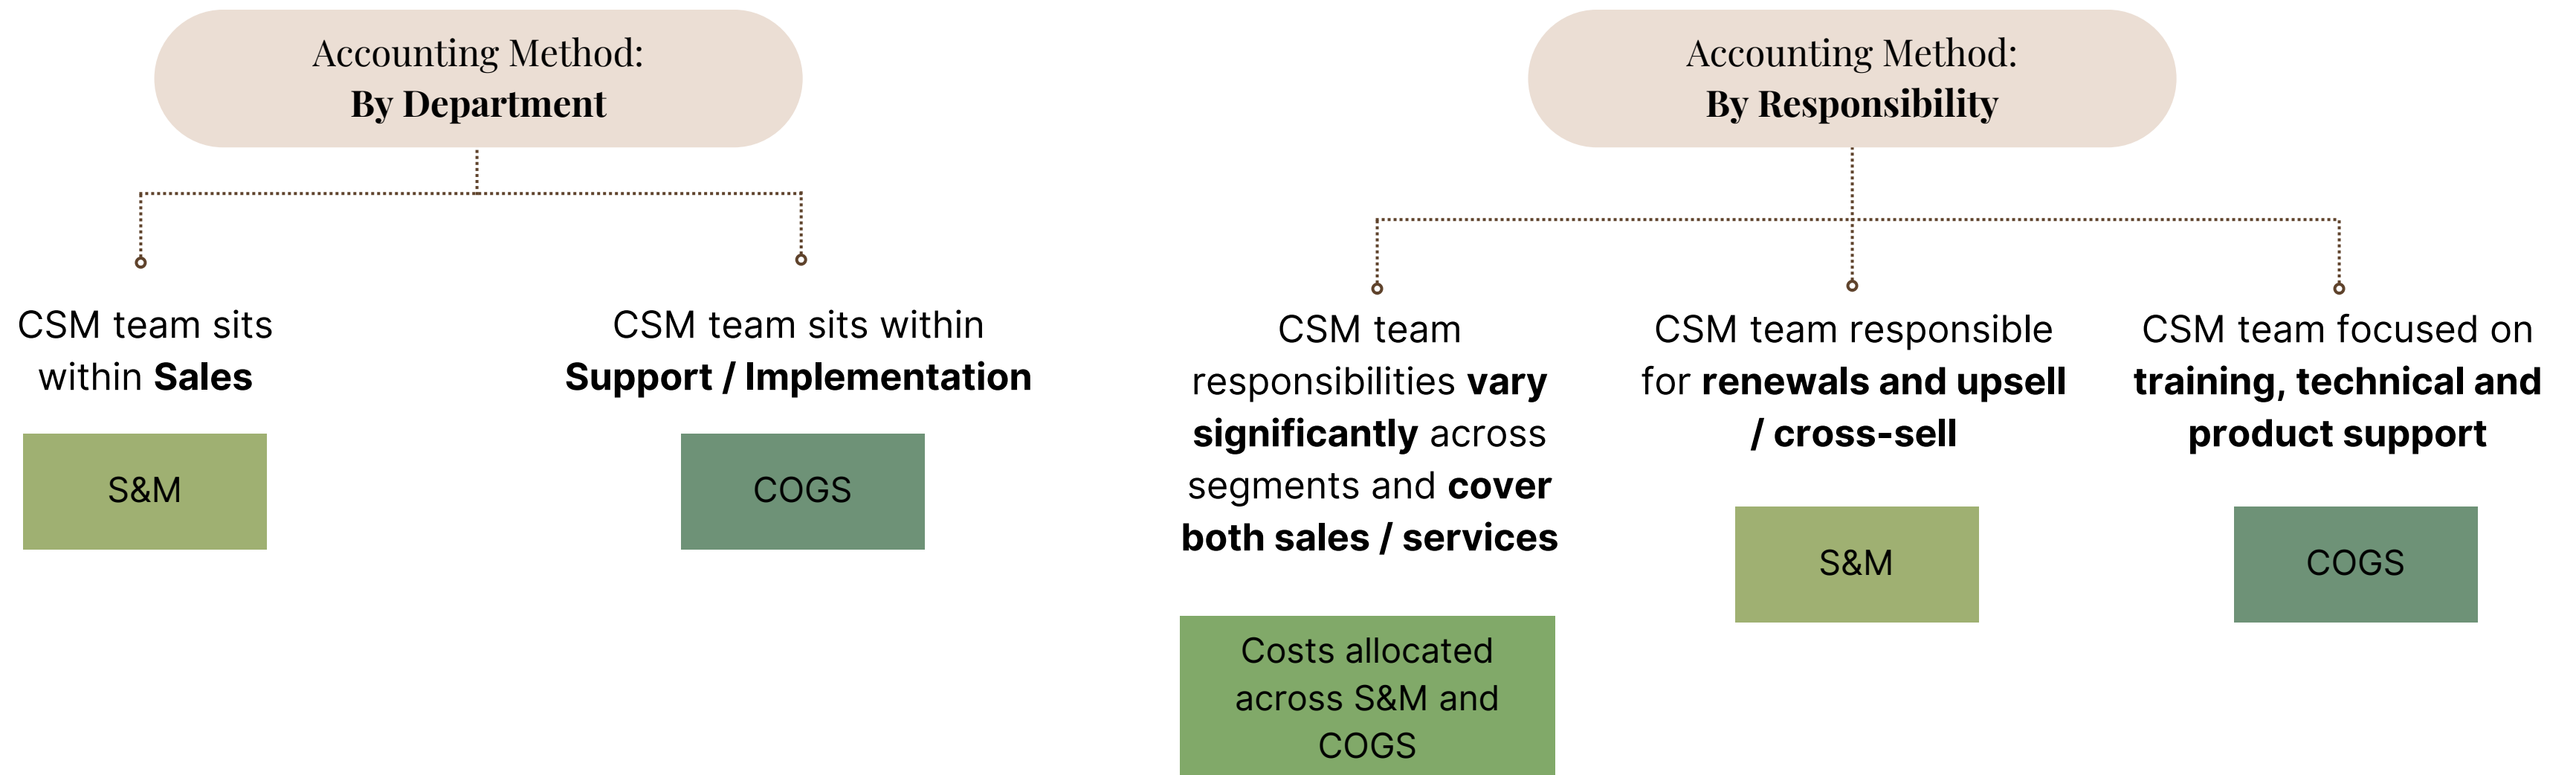 Accounting Method:
By Department
CSM team sits
within Sales
S&M
CSM team sits within
Support / Implementation
COGS
Accounting Method:
By Responsibility
CSM team
responsibilities vary
significantly across
segments and cover
both sales / services
Costs allocated
across S&M and
COGS
CSM team responsible
for renewals and upsell
/ cross-sell
S&M
CSM team focused on
training, technical and
product support
COGS